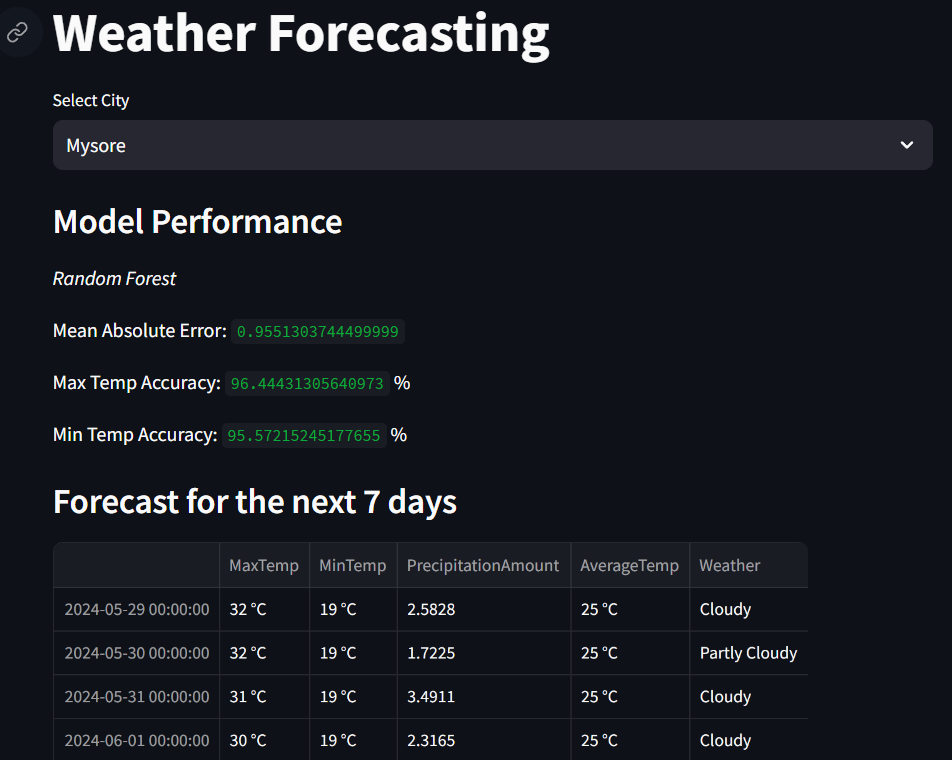 Weather Forecasting
Select City
Mysore
Model Performance
Random Forest
Mean Absolute Error: 0.9551303744499999
Max Temp Accuracy: 96.44431305640973 %
Min Temp Accuracy: 95.57215245177655 %
Forecast for the next 7 days
MaxTemp MinTemp PrecipitationAmount AverageTemp Weather
2024-05-29 00:00:00 32 °C 19 °C 2.5828 25 °C Cloudy
2024-05-30 00:00:00 32 °C 19 °C 1.7225 25 °C Partly Cloudy
2024-05-31 00:00:00 31 °C 19 °C 3.4911 25 °C Cloudy
2024-06-01 00:00:00 30 °C 19 °C 2.3165 25 °C Cloudy